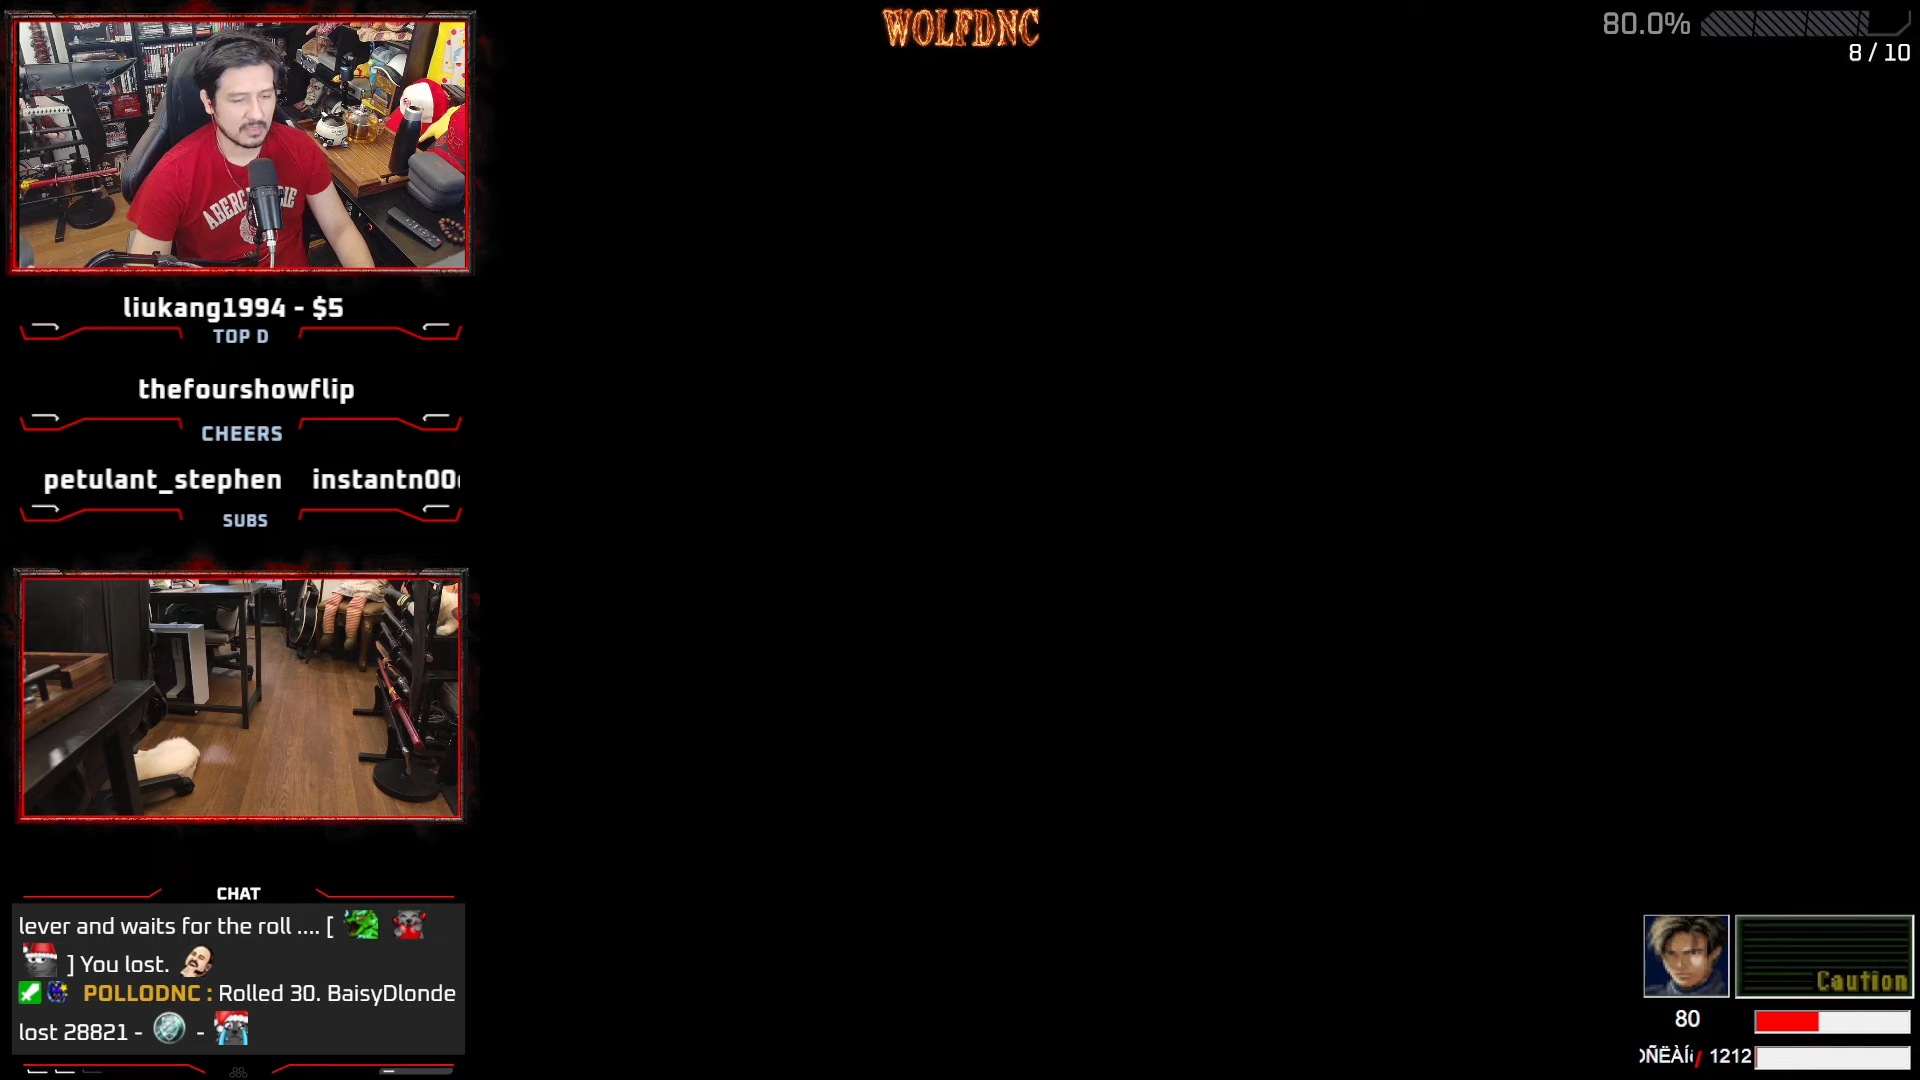 WOLFDNC
80.0%
8 / 10
liukang1994 - $5
TOP D
thefourshowflip
CHEERS
petulant_stephen instantn00
SUBS
CHAT
lever and waits for the roll .... [
] You lost.
POLLODNC : Rolled 30. BaisyDlonde
lost 28821 - -
Caution
80
/ 1212